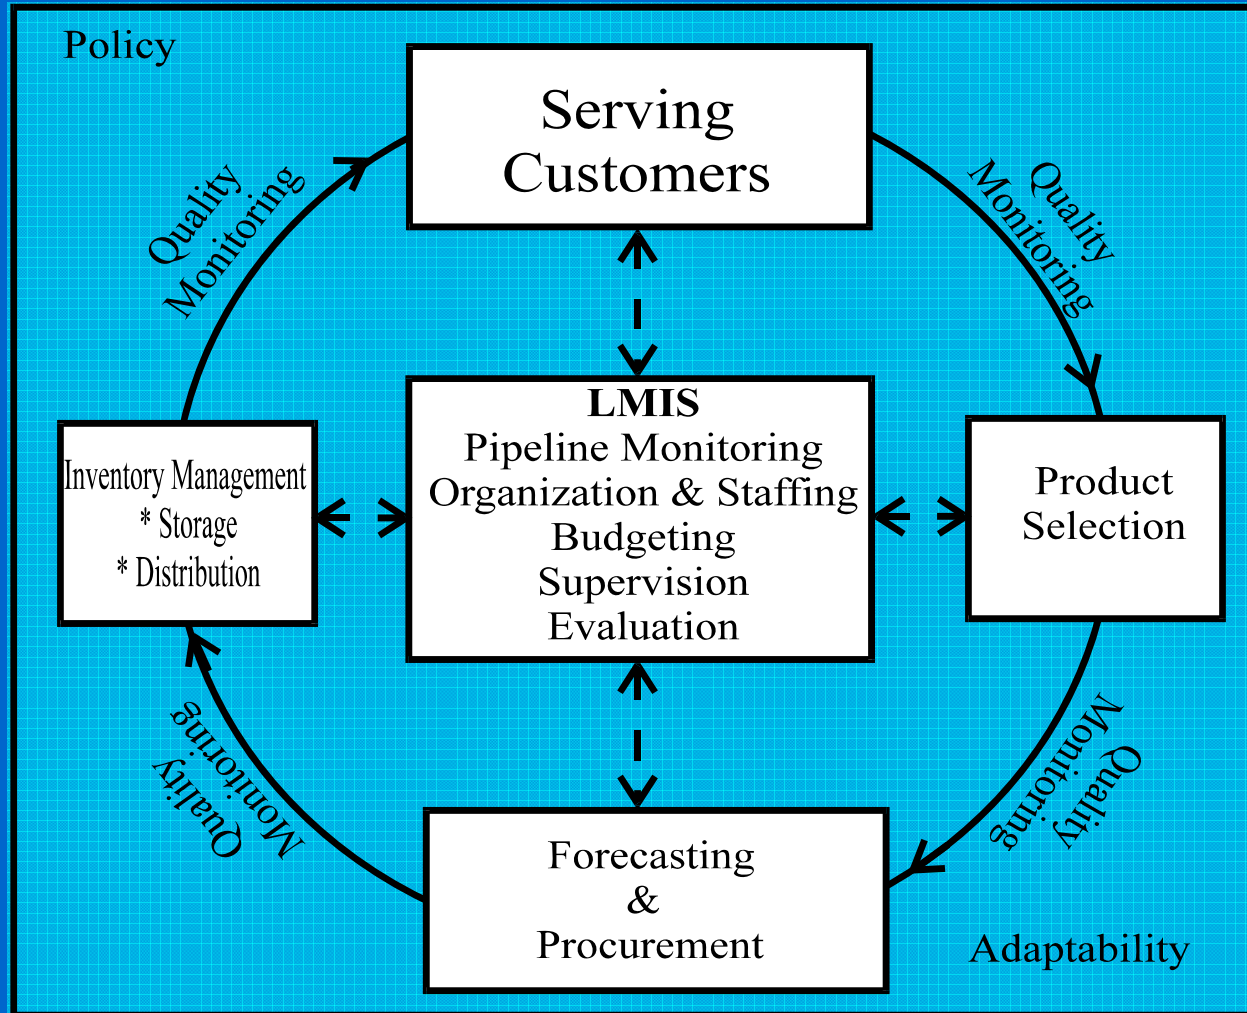 Policy
Serving
Customers
Quality
Monitoring
Quality
Monitoring
LMIS
Pipeline Monitoring
Organization & Staffing
Budgeting
Supervision
Evaluation
Inventory Management
* Storage
* Distribution
Product
Selection
Quality
Monitoring
Quality
Monitoring
Forecasting
&
Procurement
Adaptability